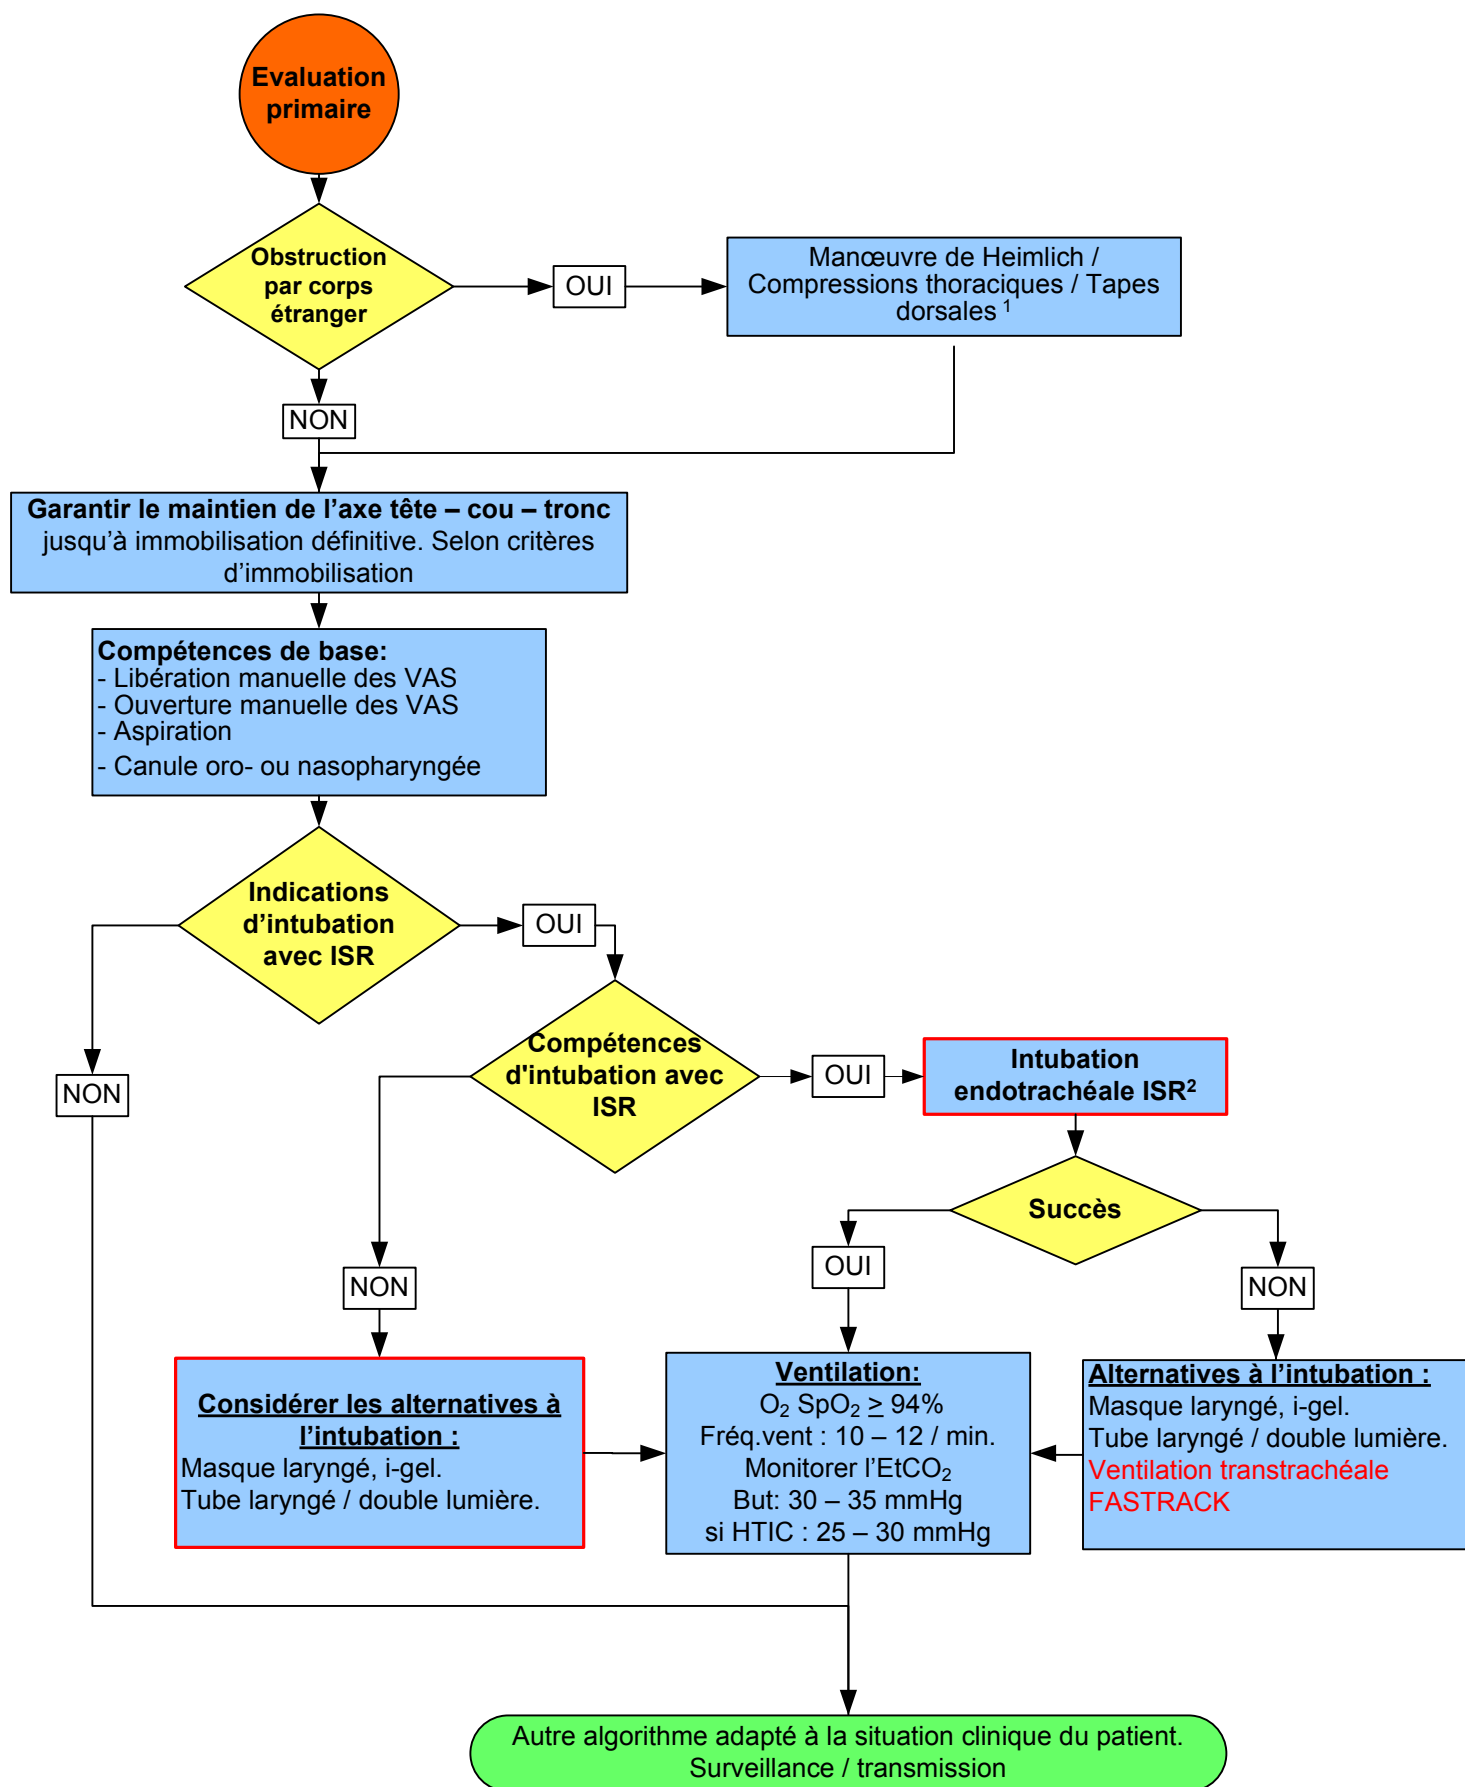 Evaluation
primaire
Obstruction
par corps
étranger
OUI
Manœuvre de Heimlich /
Compressions thoraciques / Tapes
dorsales ¹
NON
Garantir le maintien de l’axe tête – cou – tronc
jusqu’à immobilisation définitive. Selon critères
d’immobilisation
Compétences de base:
- Libération manuelle des VAS
- Ouverture manuelle des VAS
- Aspiration
- Canule oro- ou nasopharyngée
Indications
d’intubation
avec ISR
OUI
NON
Compétences
d'intubation avec
ISR
OUI
Intubation
endotrachéale ISR²
Succès
OUI
NON
NON
Considérer les alternatives à
l’intubation :
Masque laryngé, i-gel.
Tube laryngé / double lumière.
Ventilation:
O₂ SpO₂ ≥ 94%
Fréq.vent : 10 – 12 / min.
Monitorer l’EtCO₂
But: 30 – 35 mmHg
si HTIC : 25 – 30 mmHg
Alternatives à l’intubation :
Masque laryngé, i-gel.
Tube laryngé / double lumière.
Ventilation transtrachéale
FASTRACK
Autre algorithme adapté à la situation clinique du patient.
Surveillance / transmission